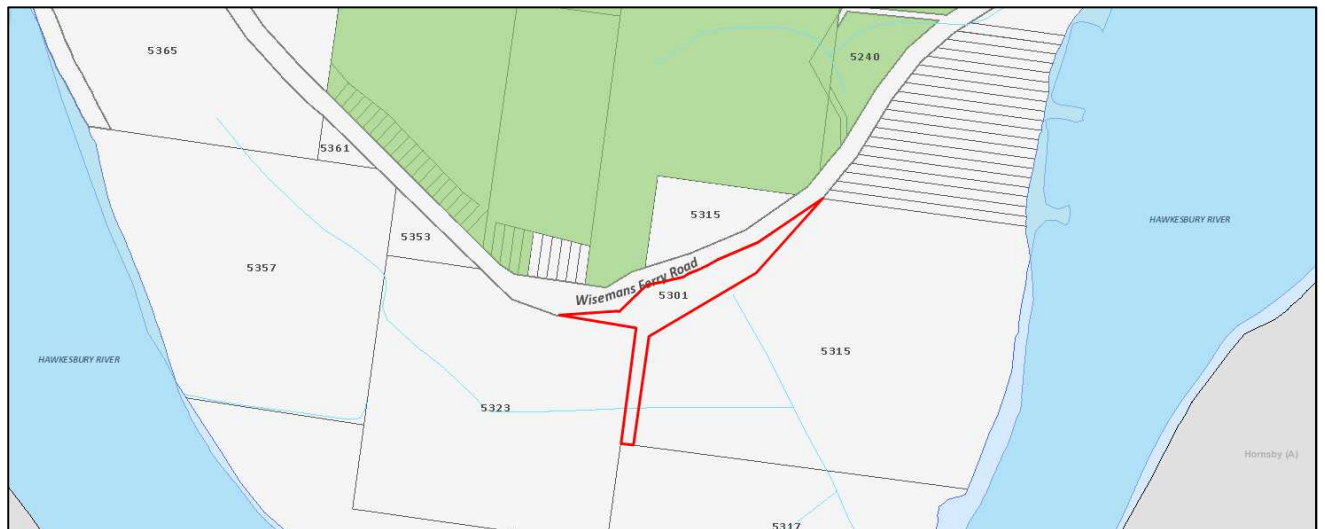 5365
5240
5361
5315
HAWKESBURY RIVER
5353
5357
Wisemans Ferry Road
5301
5315
HAWKESBURY RIVER
5323
Hornsby (A)
5317